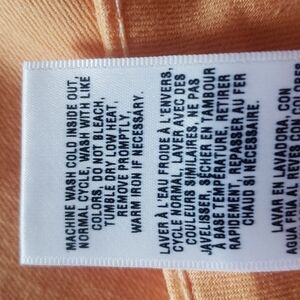 MACHINE WASH COLD INSIDE OUT,
NORMAL CYCLE, WASH WITH LIKE
COLORS, DO NOT BLEACH,
TUMBLE DRY LOW HEAT,
REMOVE PROMPTLY,
WARM IRON IF NECESSARY.
LAVER À L'EAU FROIDE À L'ENVERS,
CYCLE NORMAL, LAVER AVEC DES
COULEURS SIMILAIRES, NE PAS
JAVELISSER, SÉCHER EN TAMBOUR
À BASSE TEMPÉRATURE, RETIRER
RAPIDEMENT, REPASSER AU FER
CHAUD SI NÉCESSAIRE.
LAVAR EN LAVADORA, CON
AGUA FRIA AL REVES CON